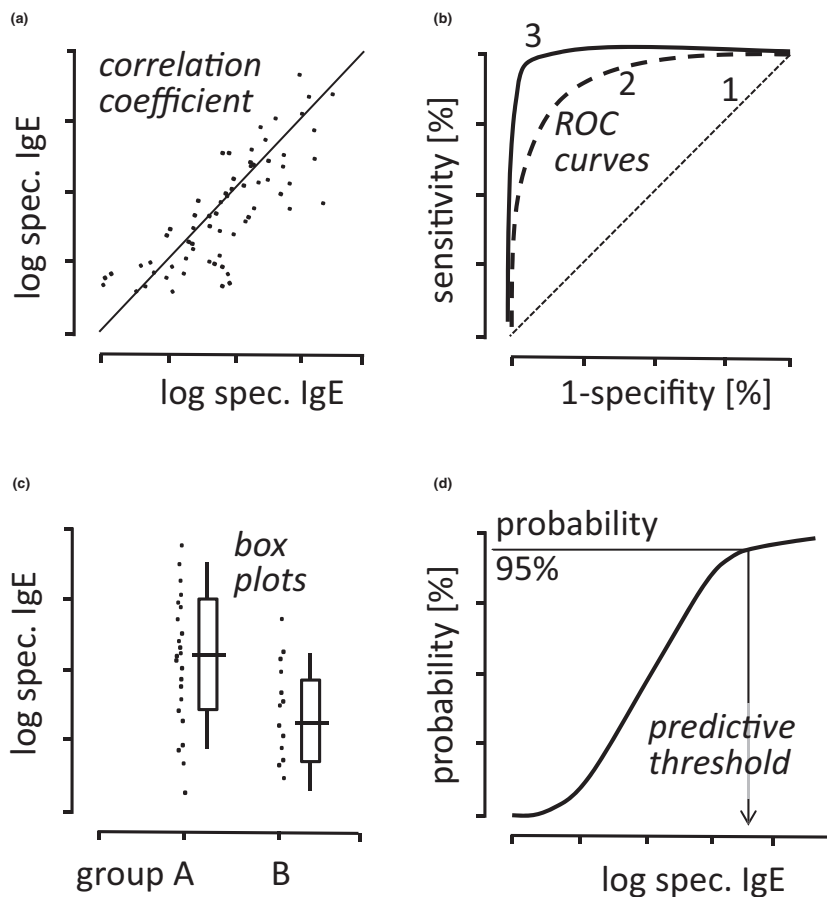 (a)
correlation
coefficient
log spec. IgE
log spec. IgE
(b)
3
2
1
ROC
curves
sensitivity [%]
1-specifity [%]
(c)
box
plots
log spec. IgE
group A B
(d)
probability
95%
probability [%]
predictive
threshold
log spec. IgE